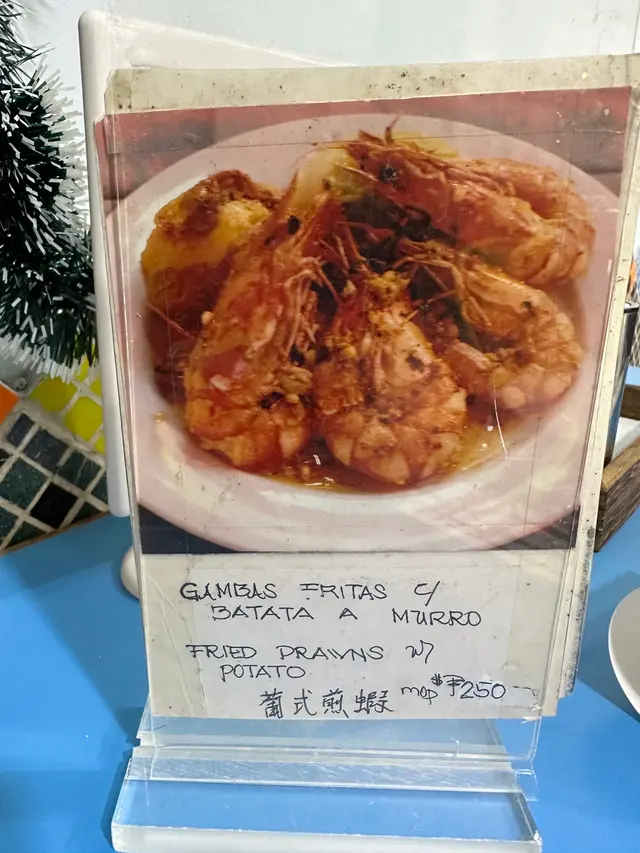 GAMBAS FRITAS C/
BATATA A MURRO
FRIED PRAWNS W/
POTATO
葡式煎蝦 mop $250